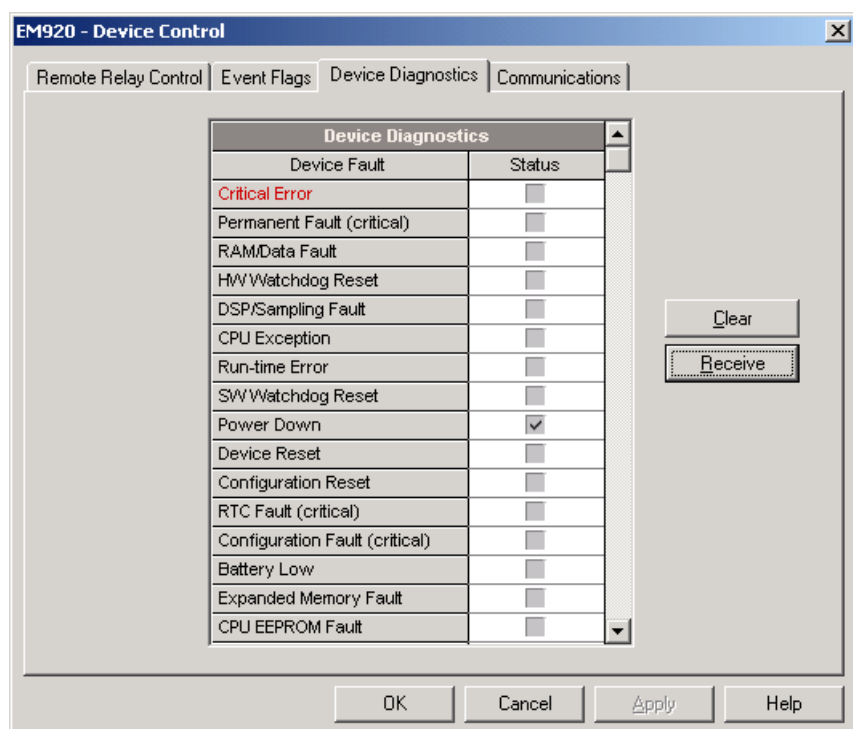 EM920 - Device Control
Remote Relay Control Event Flags Device Diagnostics Communications
Device Diagnostics
Device Fault Status
Critical Error
Permanent Fault (critical)
RAM/Data Fault
HW Watchdog Reset
DSP/Sampling Fault
CPU Exception
Run-time Error
SW Watchdog Reset
Power Down
Device Reset
Configuration Reset
RTC Fault (critical)
Configuration Fault (critical)
Battery Low
Expanded Memory Fault
CPU EEPROM Fault
Clear
Receive
OK Cancel Apply Help